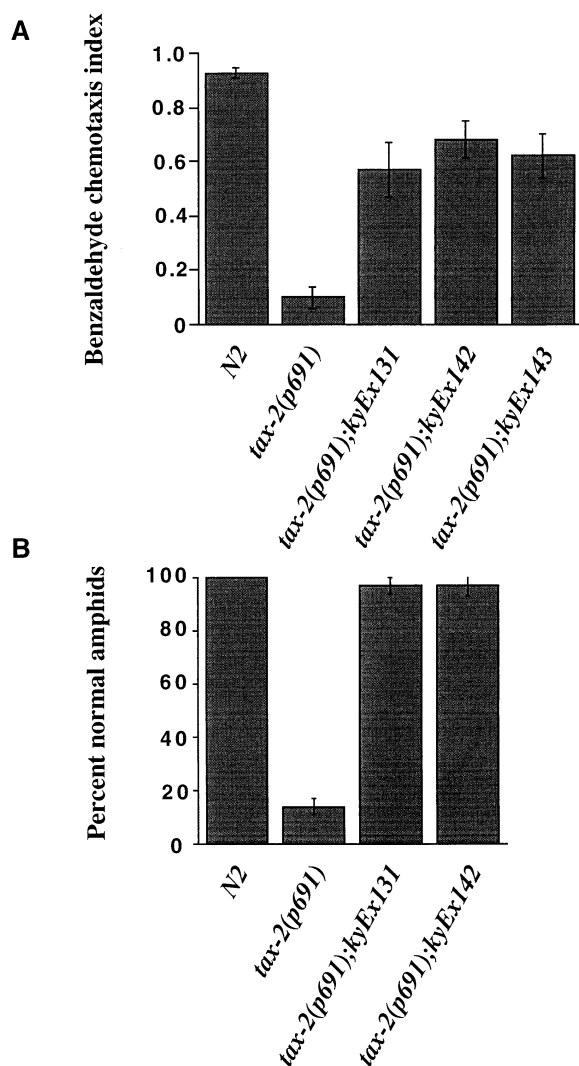 A
Benzaldehyde chemotaxis index
1.0
0.8
0.6
0.4
0.2
0
N2
tax-2(p691)
tax-2(p691);kyEx131
tax-2(p691);kyEx142
tax-2(p691);kyEx143
B
Percent normal amphids
100
80
60
40
20
0
N2
tax-2(p691)
tax-2(p691);kyEx131
tax-2(p691);kyEx142